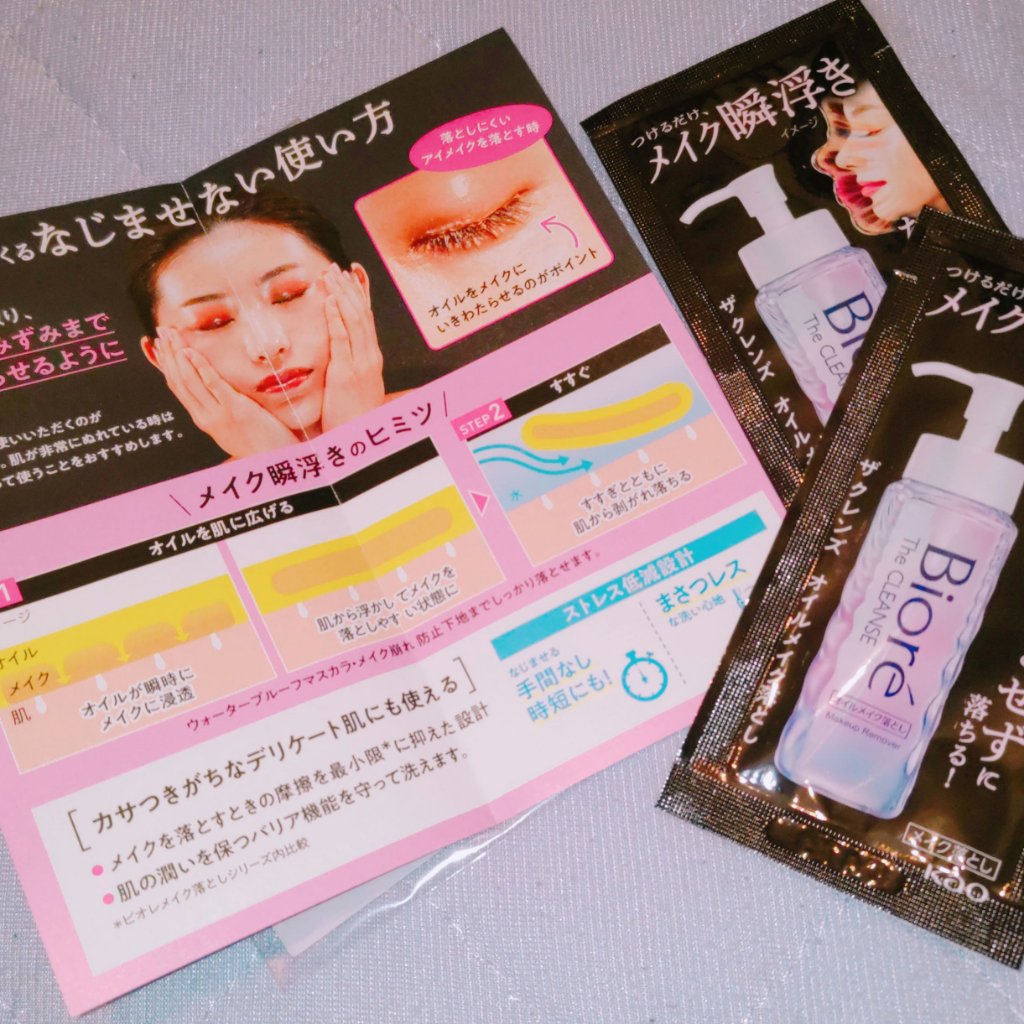 くるなじませない使い方
落としにくい
アイメイクを落とす時
オイルをメイクに
いきわたらせるのがポイント
みずみまで
らせるように
使いいただくのが
。肌が非常にぬれている時は
って使うことをおすすめします。
メイク瞬浮きのヒミツ
1
オイルを肌に広げる
オイル
メイク
肌
オイルが瞬時に
メイクに浸透
肌から浮かしてメイクを
落としやすい状態に
STEP2
すすぐ
水
すすぎとともに
肌から剥がれ落ちる
ウォータープルーフマスカラ・メイク崩れ防止下地までしっかり落とせます。
ストレス低減設計
なじませる
手間なし
時短にも!
まさつレス
な洗い心地
カサつきがちなデリケート肌にも使える
●メイクを落とすときの摩擦を最小限*に抑えた設計
●肌の潤いを保つバリア機能を守って洗えます。
*ビオレメイク落としシリーズ内比較
つけるだけ、
メイク瞬浮き
イメージ
ザクレンズ オイルメ
Bior
The CLEAN
つけるだけ
メイク
ザクレンズ オイルメイク落とし
Bioré
The CLEANSE
オイルメイク落とし
Makeup Remover
せずに
落ちる!
メイク落とし
Kao